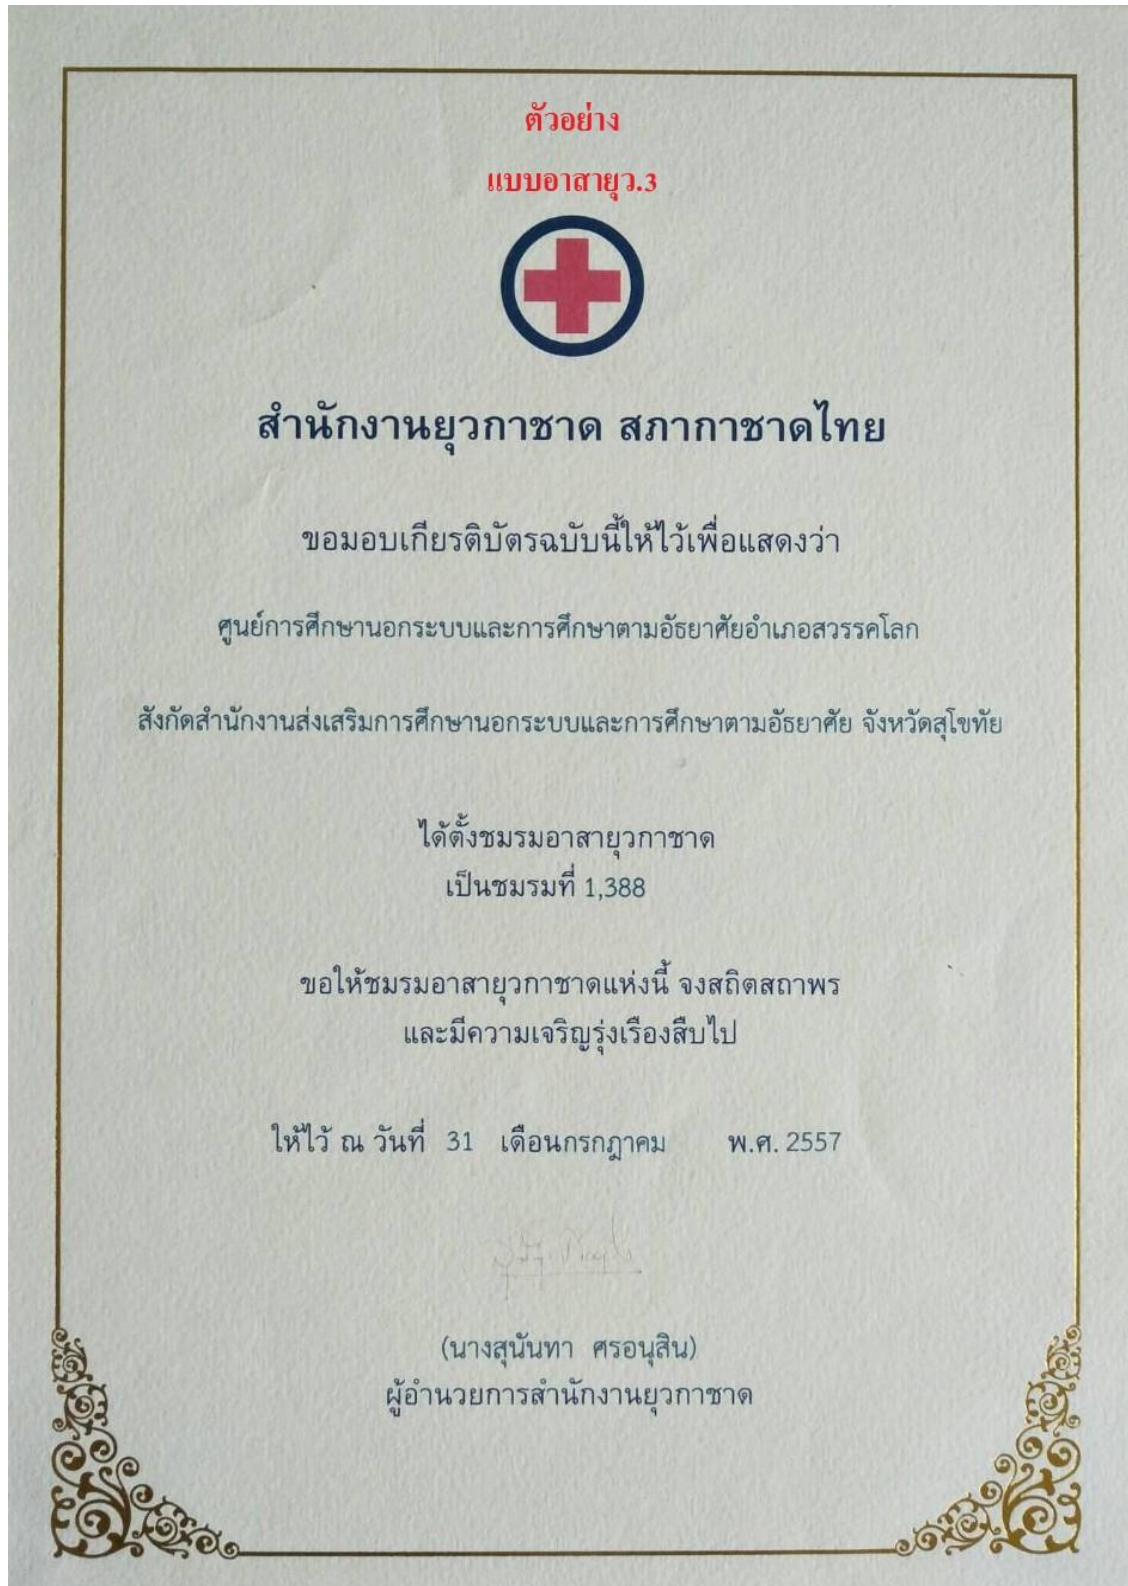 ตัวอย่าง
แบบอาสายุว.3
สำนักงานยุวกาชาด สภากาชาดไทย
ขอมอบเกียรติบัตรฉบับนี้ให้ไว้เพื่อแสดงว่า
ศูนย์การศึกษานอกระบบและการศึกษาตามอัธยาศัยอำเภอสวรรคโลก
สังกัดสำนักงานส่งเสริมการศึกษานอกระบบและการศึกษาตามอัธยาศัย จังหวัดสุโขทัย
ได้ตั้งชมรมอาสายุวกาชาด
เป็นชมรมที่ 1,388
ขอให้ชมรมอาสายุวกาชาดแห่งนี้ จงสถิตสถาพร
และมีความเจริญรุ่งเรืองสืบไป
ให้ไว้ ณ วันที่ 31 เดือนกรกฎาคม พ.ศ. 2557
(นางสุนันทา ศรอนุสิน)
ผู้อำนวยการสำนักงานยุวกาชาด